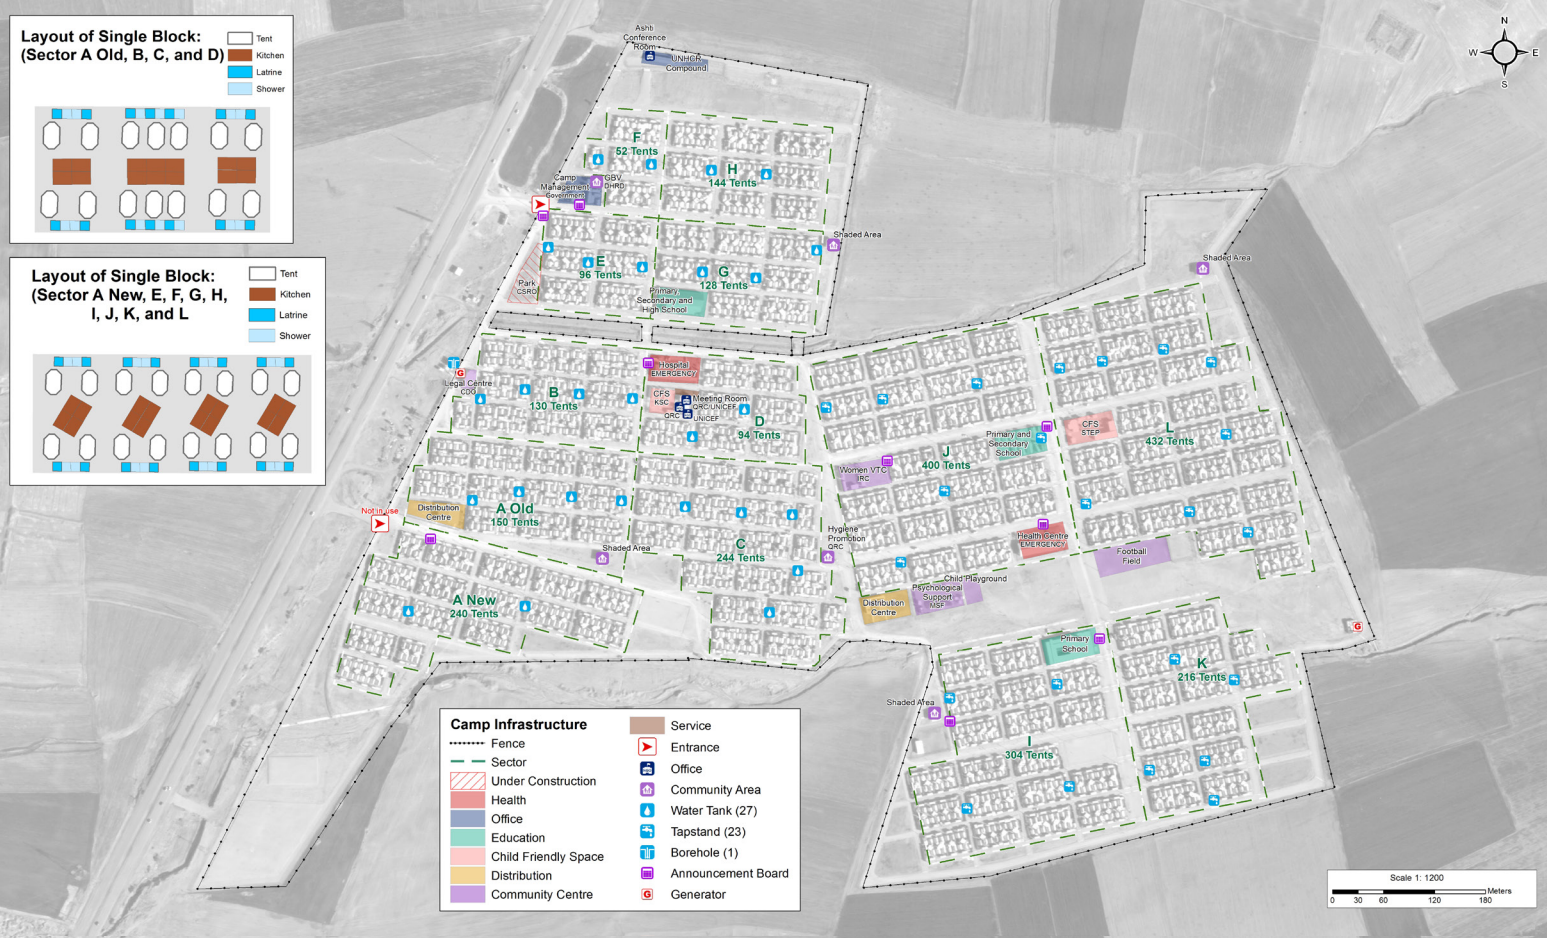 Layout of Single Block:
(Sector A Old, B, C, and D)
Tent
Kitchen
Latrine
Shower
Layout of Single Block:
(Sector A New, E, F, G, H,
I, J, K, and L
Tent
Kitchen
Latrine
Shower
N
W
E
S
Ashti
Conference
Room
UNHCR
Compound
F
52 Tents
H
144 Tents
Camp
Management
Government
GBV
DHRD
Shaded Area
E
96 Tents
G
128 Tents
Park
CSRD
Primary,
Secondary and
High School
Shaded Area
Hospital
EMERGENCY
G
Legal Centre
CDO
B
130 Tents
CFS
KSC
Meeting Room
QRC/UNICEF
QRC
UNICEF
D
94 Tents
CFS
STEP
L
432 Tents
Primary and
Secondary
School
J
400 Tents
Women VTC
IRC
Not in use
Distribution
Centre
A Old
150 Tents
C
244 Tents
Shaded Area
Hygiene
Promotion
QRC
Health Centre
EMERGENCY
Football
Field
Child Playground
Psychological
Support
MSF
Distribution
Centre
A New
240 Tents
G
Primary
School
K
216 Tents
Shaded Area
I
304 Tents
Camp Infrastructure
Fence
Sector
Under Construction
Health
Office
Education
Child Friendly Space
Distribution
Community Centre
Service
Entrance
Office
Community Area
Water Tank (27)
Tapstand (23)
Borehole (1)
Announcement Board
G
Generator
Scale 1: 1200
Meters
0 30 60 120 180